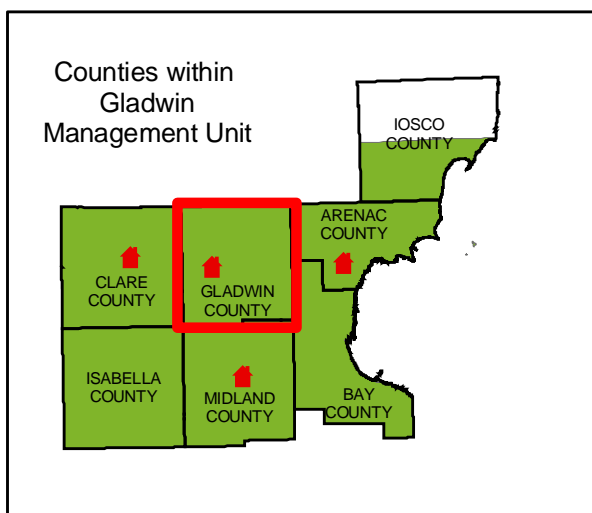 Counties within
Gladwin
Management Unit
IOSCO
COUNTY
ARENAC
COUNTY
CLARE
COUNTY
GLADWIN
COUNTY
ISABELLA
COUNTY
MIDLAND
COUNTY
BAY
COUNTY